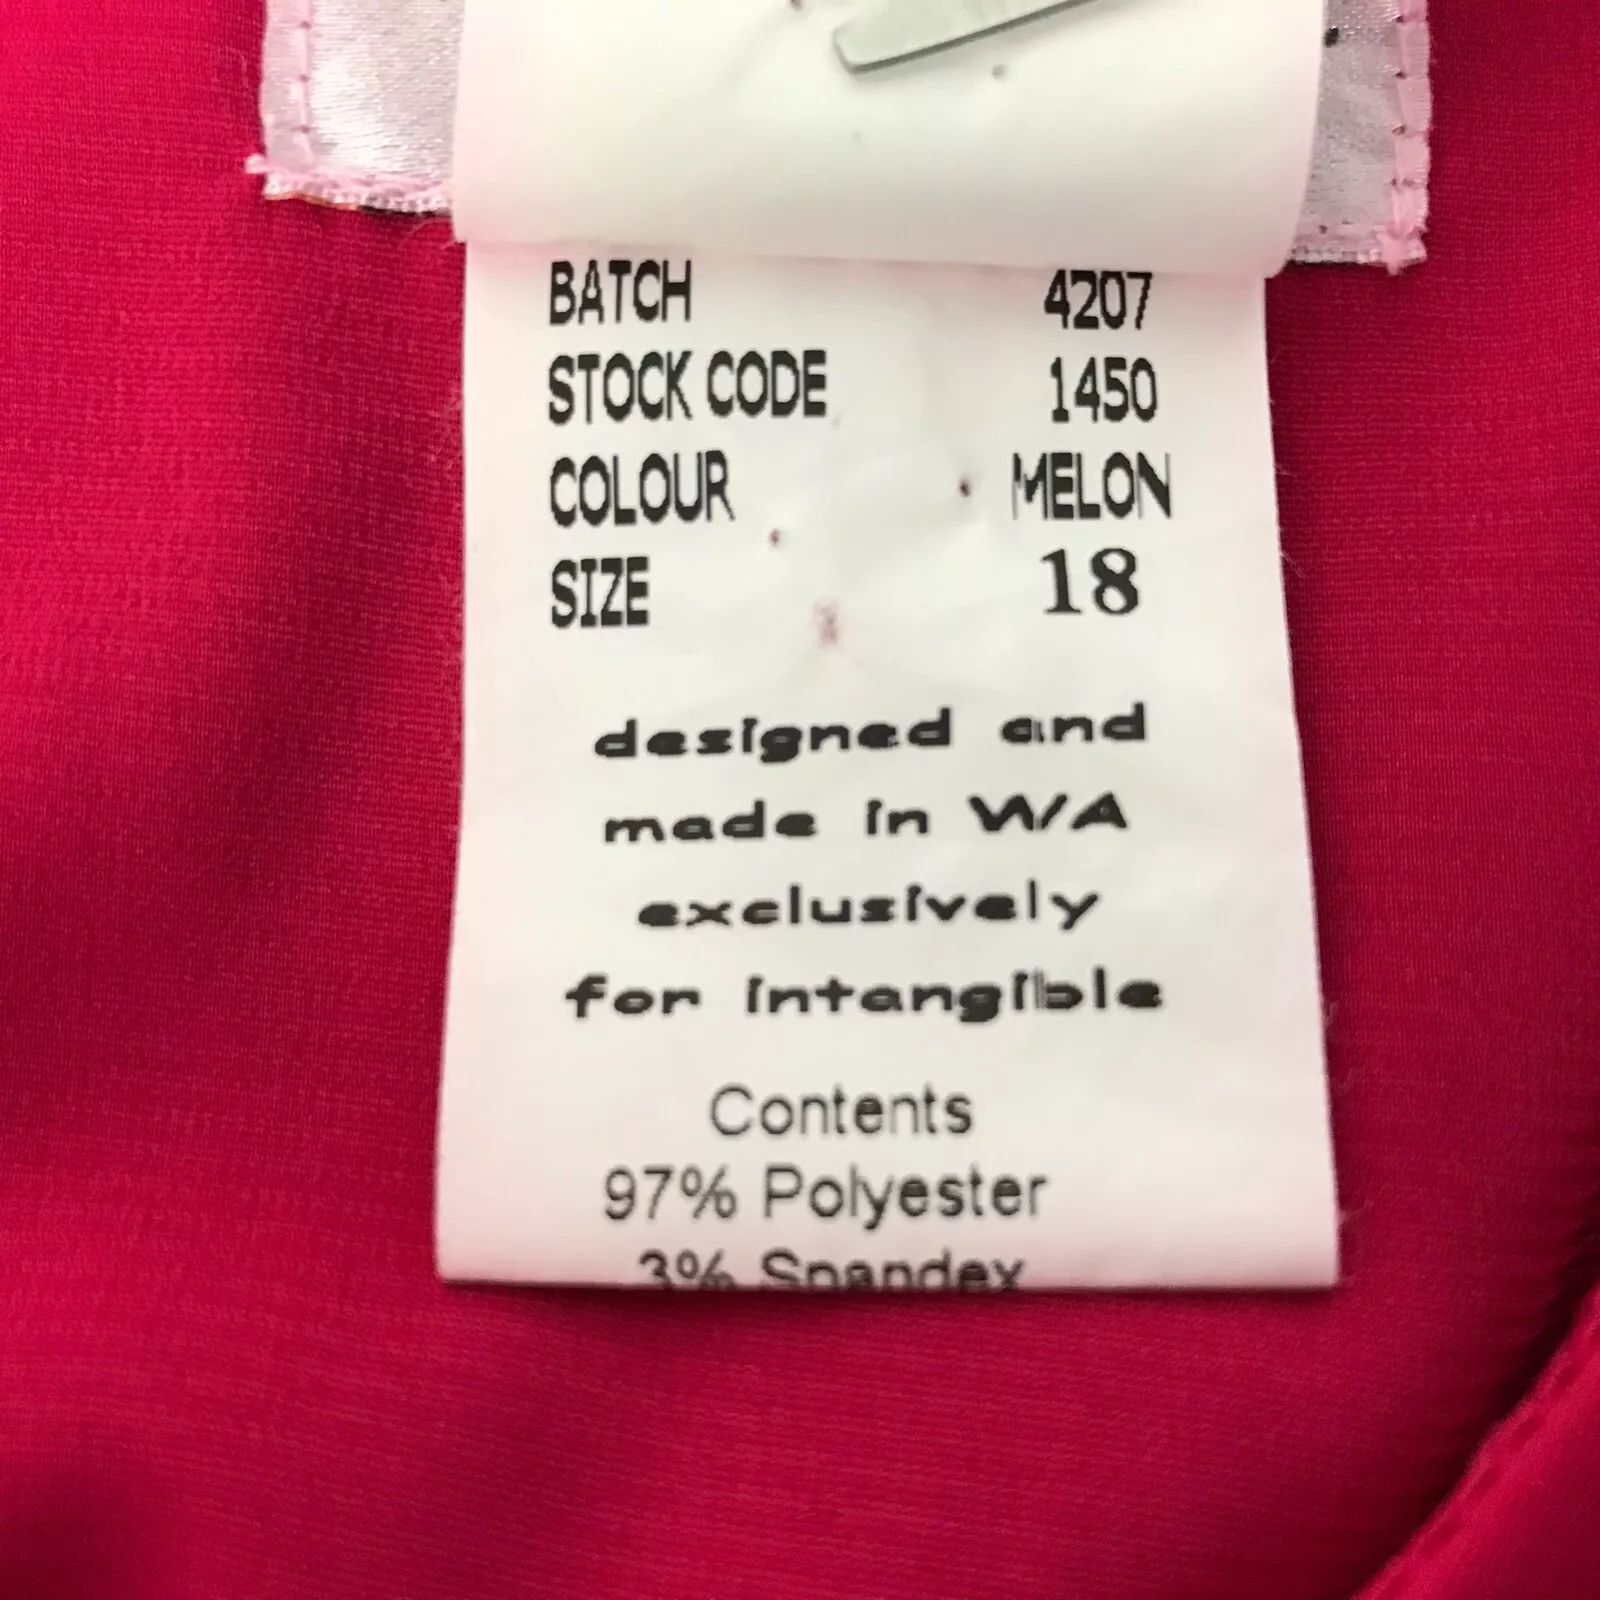 BATCH 4207
STOCK CODE 1450
COLOUR MELON
SIZE 18
designed and
made in W/A
exclusively
for intangible
Contents
97% Polyester
3% Spandex